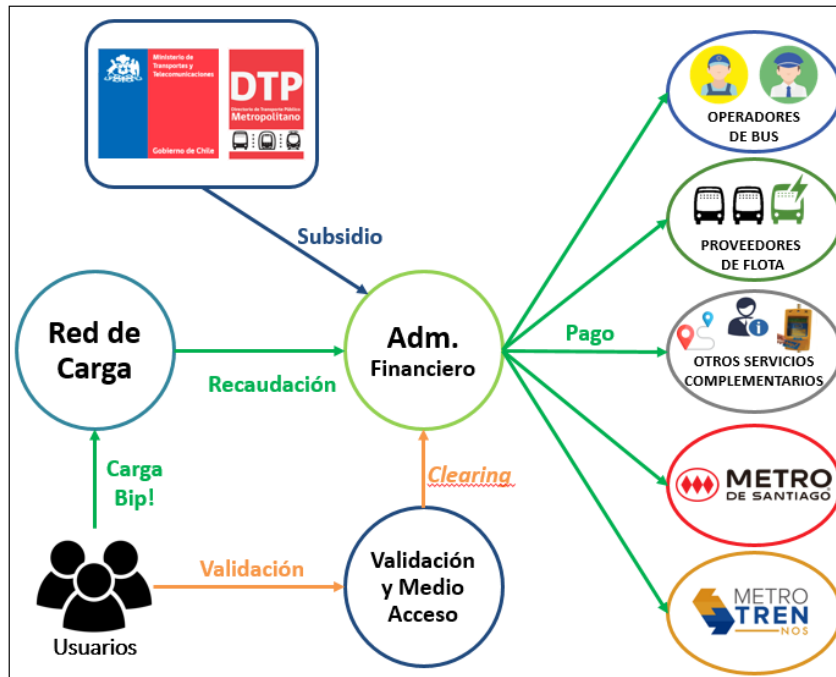 Ministerio de
Transportes y
Telecomunicaciones
Gobierno de Chile
DTP
Directorio de Transporte Público
Metropolitano
Subsidio
Red de
Carga
Recaudación
Adm.
Financiero
Carga
Bip!
Usuarios
Validación
Clearing
Validación
y Medio
Acceso
Pago
OPERADORES
DE BUS
PROVEEDORES
DE FLOTA
OTROS SERVICIOS
COMPLEMENTARIOS
METRO
DE SANTIAGO
METRO
TREN
NOS